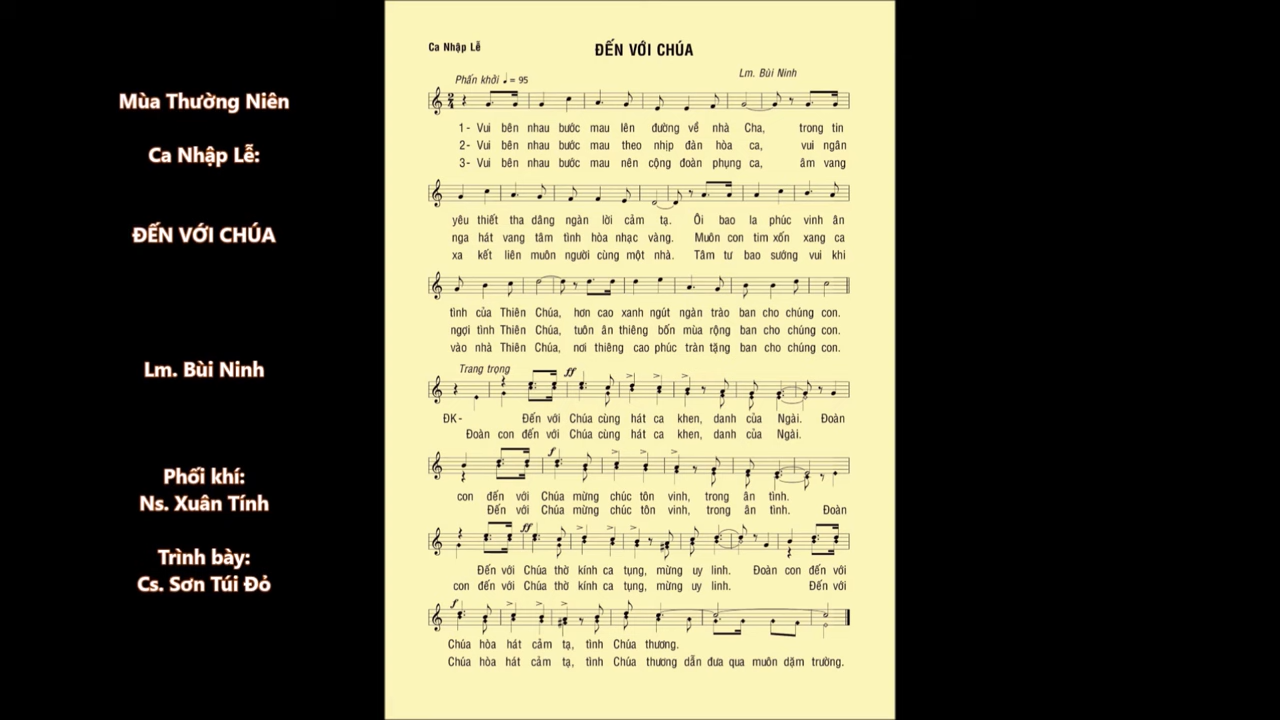 Mùa Thường Niên
Ca Nhập Lễ:
ĐẾN VỚI CHÚA
Lm. Bùi Ninh
Phối khí:
Ns. Xuân Tính
Trình bày:
Cs. Sơn Túi Đỏ
Ca Nhập Lễ
ĐẾN VỚI CHÚA
Phấn khởi ♩ = 95
Lm. Bùi Ninh
1- Vui bên nhau bước mau lên đường về nhà Cha, trong tin
2- Vui bên nhau bước mau theo nhịp đàn hòa ca, vui ngân
3- Vui bên nhau bước mau nên cộng đoàn phụng ca, âm vang
yêu thiết tha dâng ngàn lời cảm tạ. Ôi bao la phúc vinh ân
nga hát vang tâm tình hòa nhạc vàng. Muôn con tim xốn xang ca
xa kết liên muôn người cùng một nhà. Tâm tư bao sướng vui khi
tình của Thiên Chúa, hơn cao xanh ngút ngàn trào ban cho chúng con.
ngợi tình Thiên Chúa, tuôn ân thiêng bốn mùa rộng ban cho chúng con.
vào nhà Thiên Chúa, nơi thiêng cao phúc tràn tặng ban cho chúng con.
Trang trọng ff
ĐK- Đến với Chúa cùng hát ca khen, danh của Ngài. Đoàn
Đoàn con đến với Chúa cùng hát ca khen, danh của Ngài.
f
con đến với Chúa mừng chúc tôn vinh, trong ân tình.
Đến với Chúa mừng chúc tôn vinh, trong ân tình. Đoàn
ff
Đến với Chúa thờ kính ca tụng, mừng uy linh. Đoàn con đến với
con đến với Chúa thờ kính ca tụng, mừng uy linh. Đến với
f
Chúa hòa hát cảm tạ, tình Chúa thương.
Chúa hòa hát cảm tạ, tình Chúa thương dẫn đưa qua muôn dặm trường.